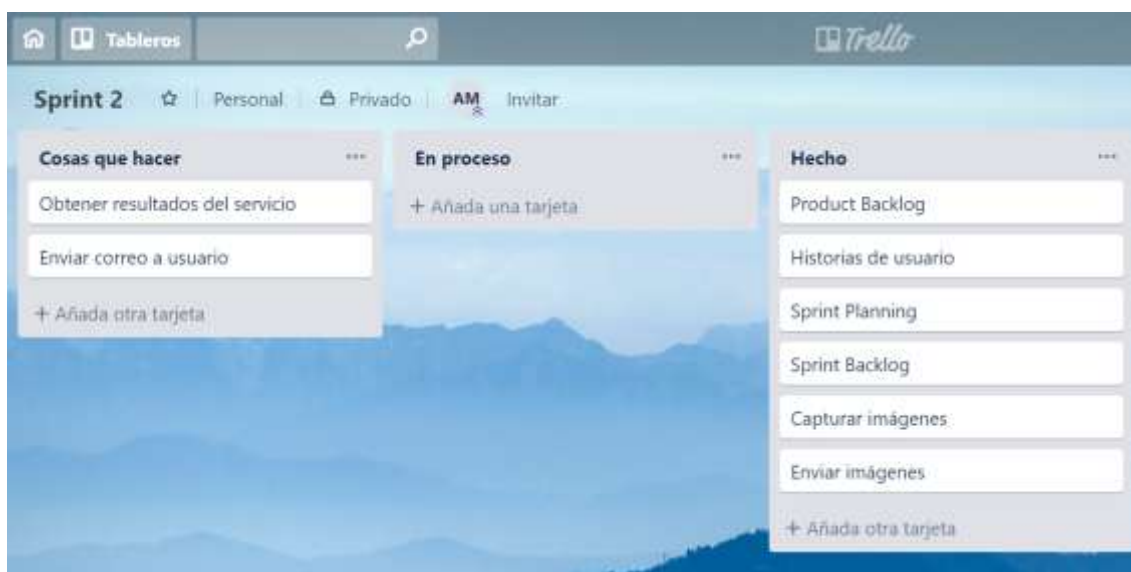 Tableros
Trello
Sprint 2
Personal
Privado
AM
Invitar
Cosas que hacer
Obtener resultados del servicio
Enviar correo a usuario
+ Añada otra tarjeta
En proceso
+ Añada una tarjeta
Hecho
Product Backlog
Historias de usuario
Sprint Planning
Sprint Backlog
Capturar imágenes
Enviar imágenes
+ Añada otra tarjeta